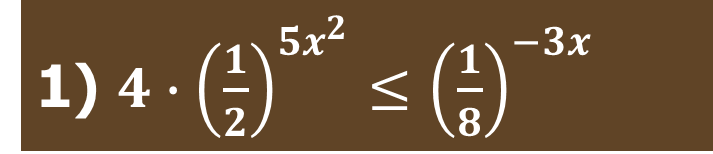 1) 4 · (1/2)^{5x²} ≤ (1/8)^{−3x}